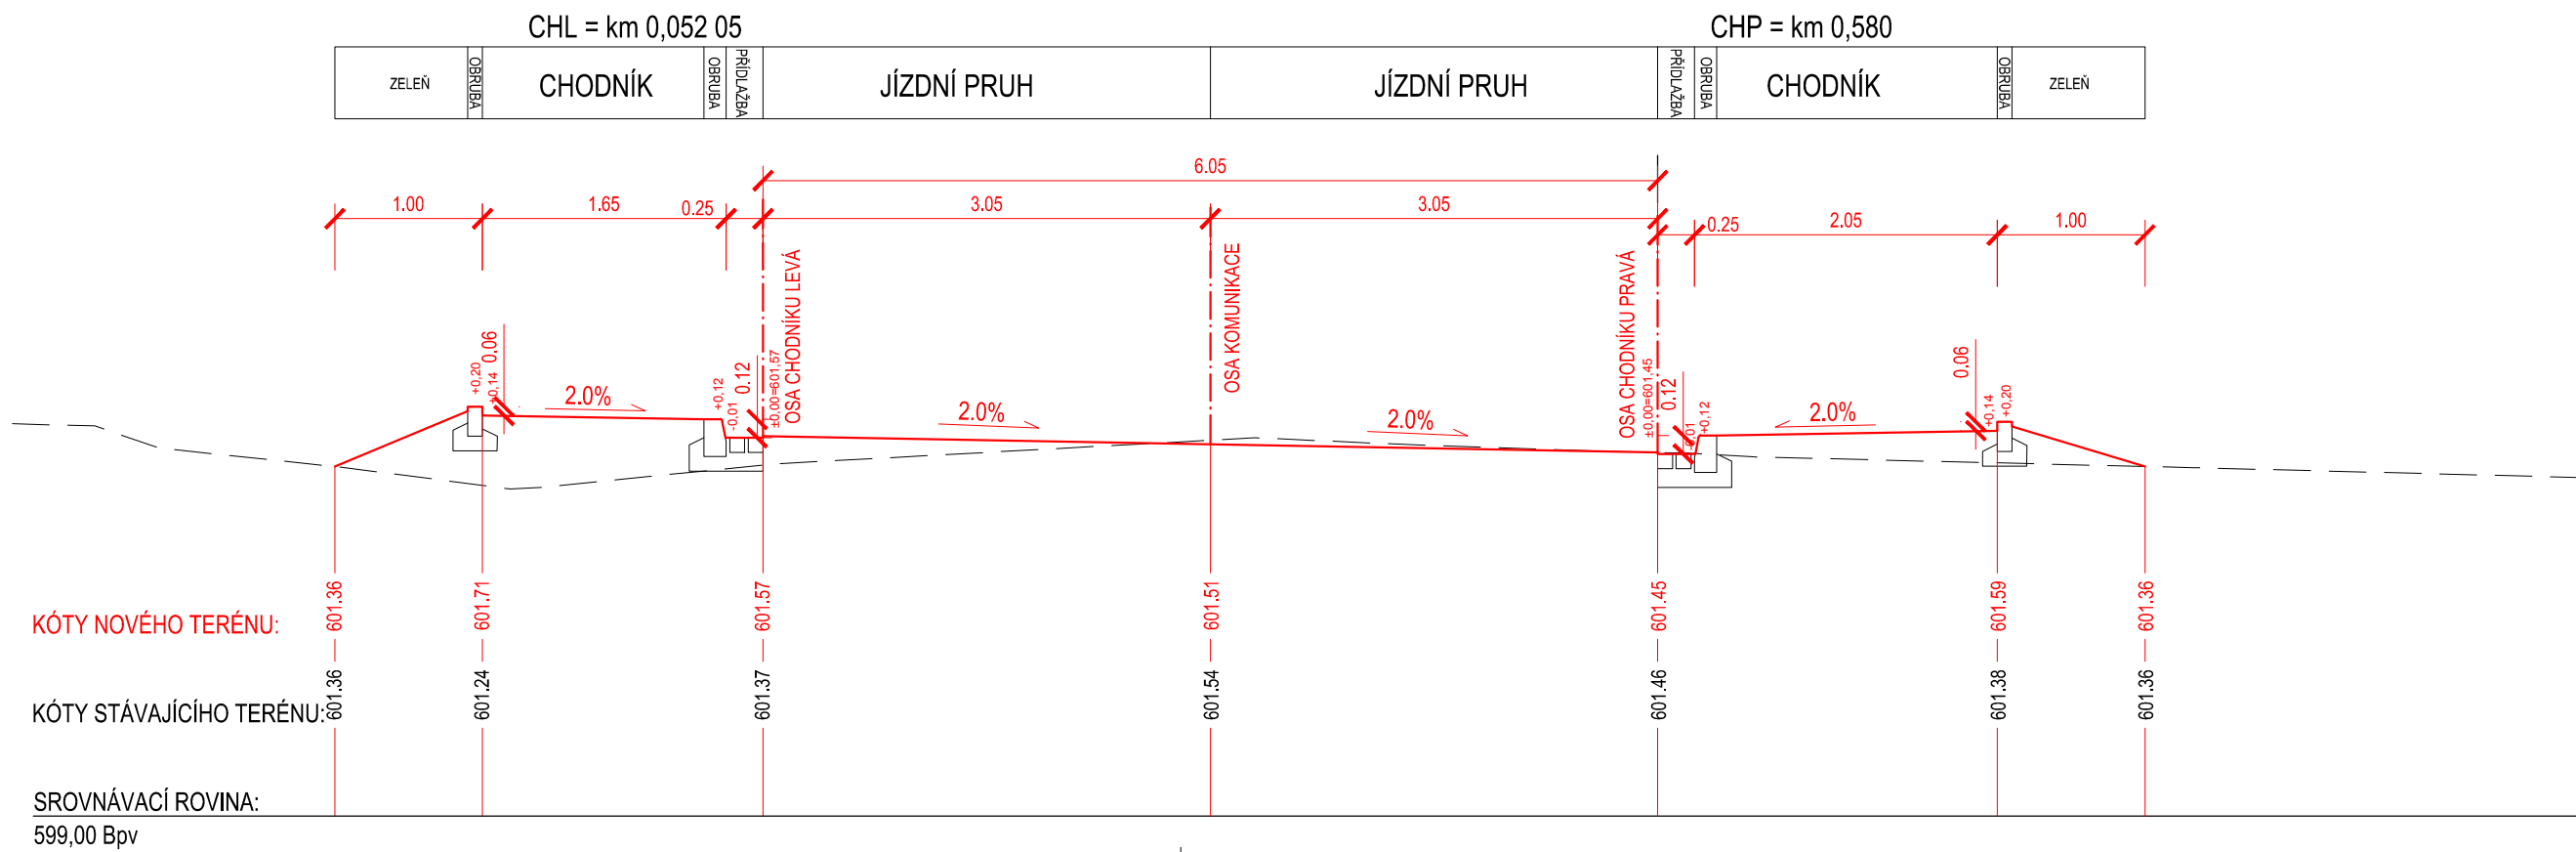 CHL = km 0,052 05
CHP = km 0,580
ZELEŇ
OBRUBA
CHODNÍK
OBRUBA
PŘÍDLAŽBA
JÍZDNÍ PRUH
JÍZDNÍ PRUH
PŘÍDLAŽBA
OBRUBA
CHODNÍK
OBRUBA
ZELEŇ
6.05
1.00
1.65
0.25
3.05
3.05
0.25
2.05
1.00
+0,20
+0,14
0.06
2.0%
+0,12
-0,01
0.12
±0,00=601,57
OSA CHODNÍKU LEVÁ
2.0%
OSA KOMUNIKACE
2.0%
OSA CHODNÍKU PRAVÁ
±0,00=601,45
0.12
+0,12
2.0%
0.06
+0,14
+0,20
KÓTY NOVÉHO TERÉNU:
601.36
601.71
601.57
601.51
601.45
601.59
601.36
KÓTY STÁVAJÍCÍHO TERÉNU:
601.36
601.24
601.37
601.54
601.46
601.38
601.36
SROVNÁVACÍ ROVINA:
599,00 Bpv